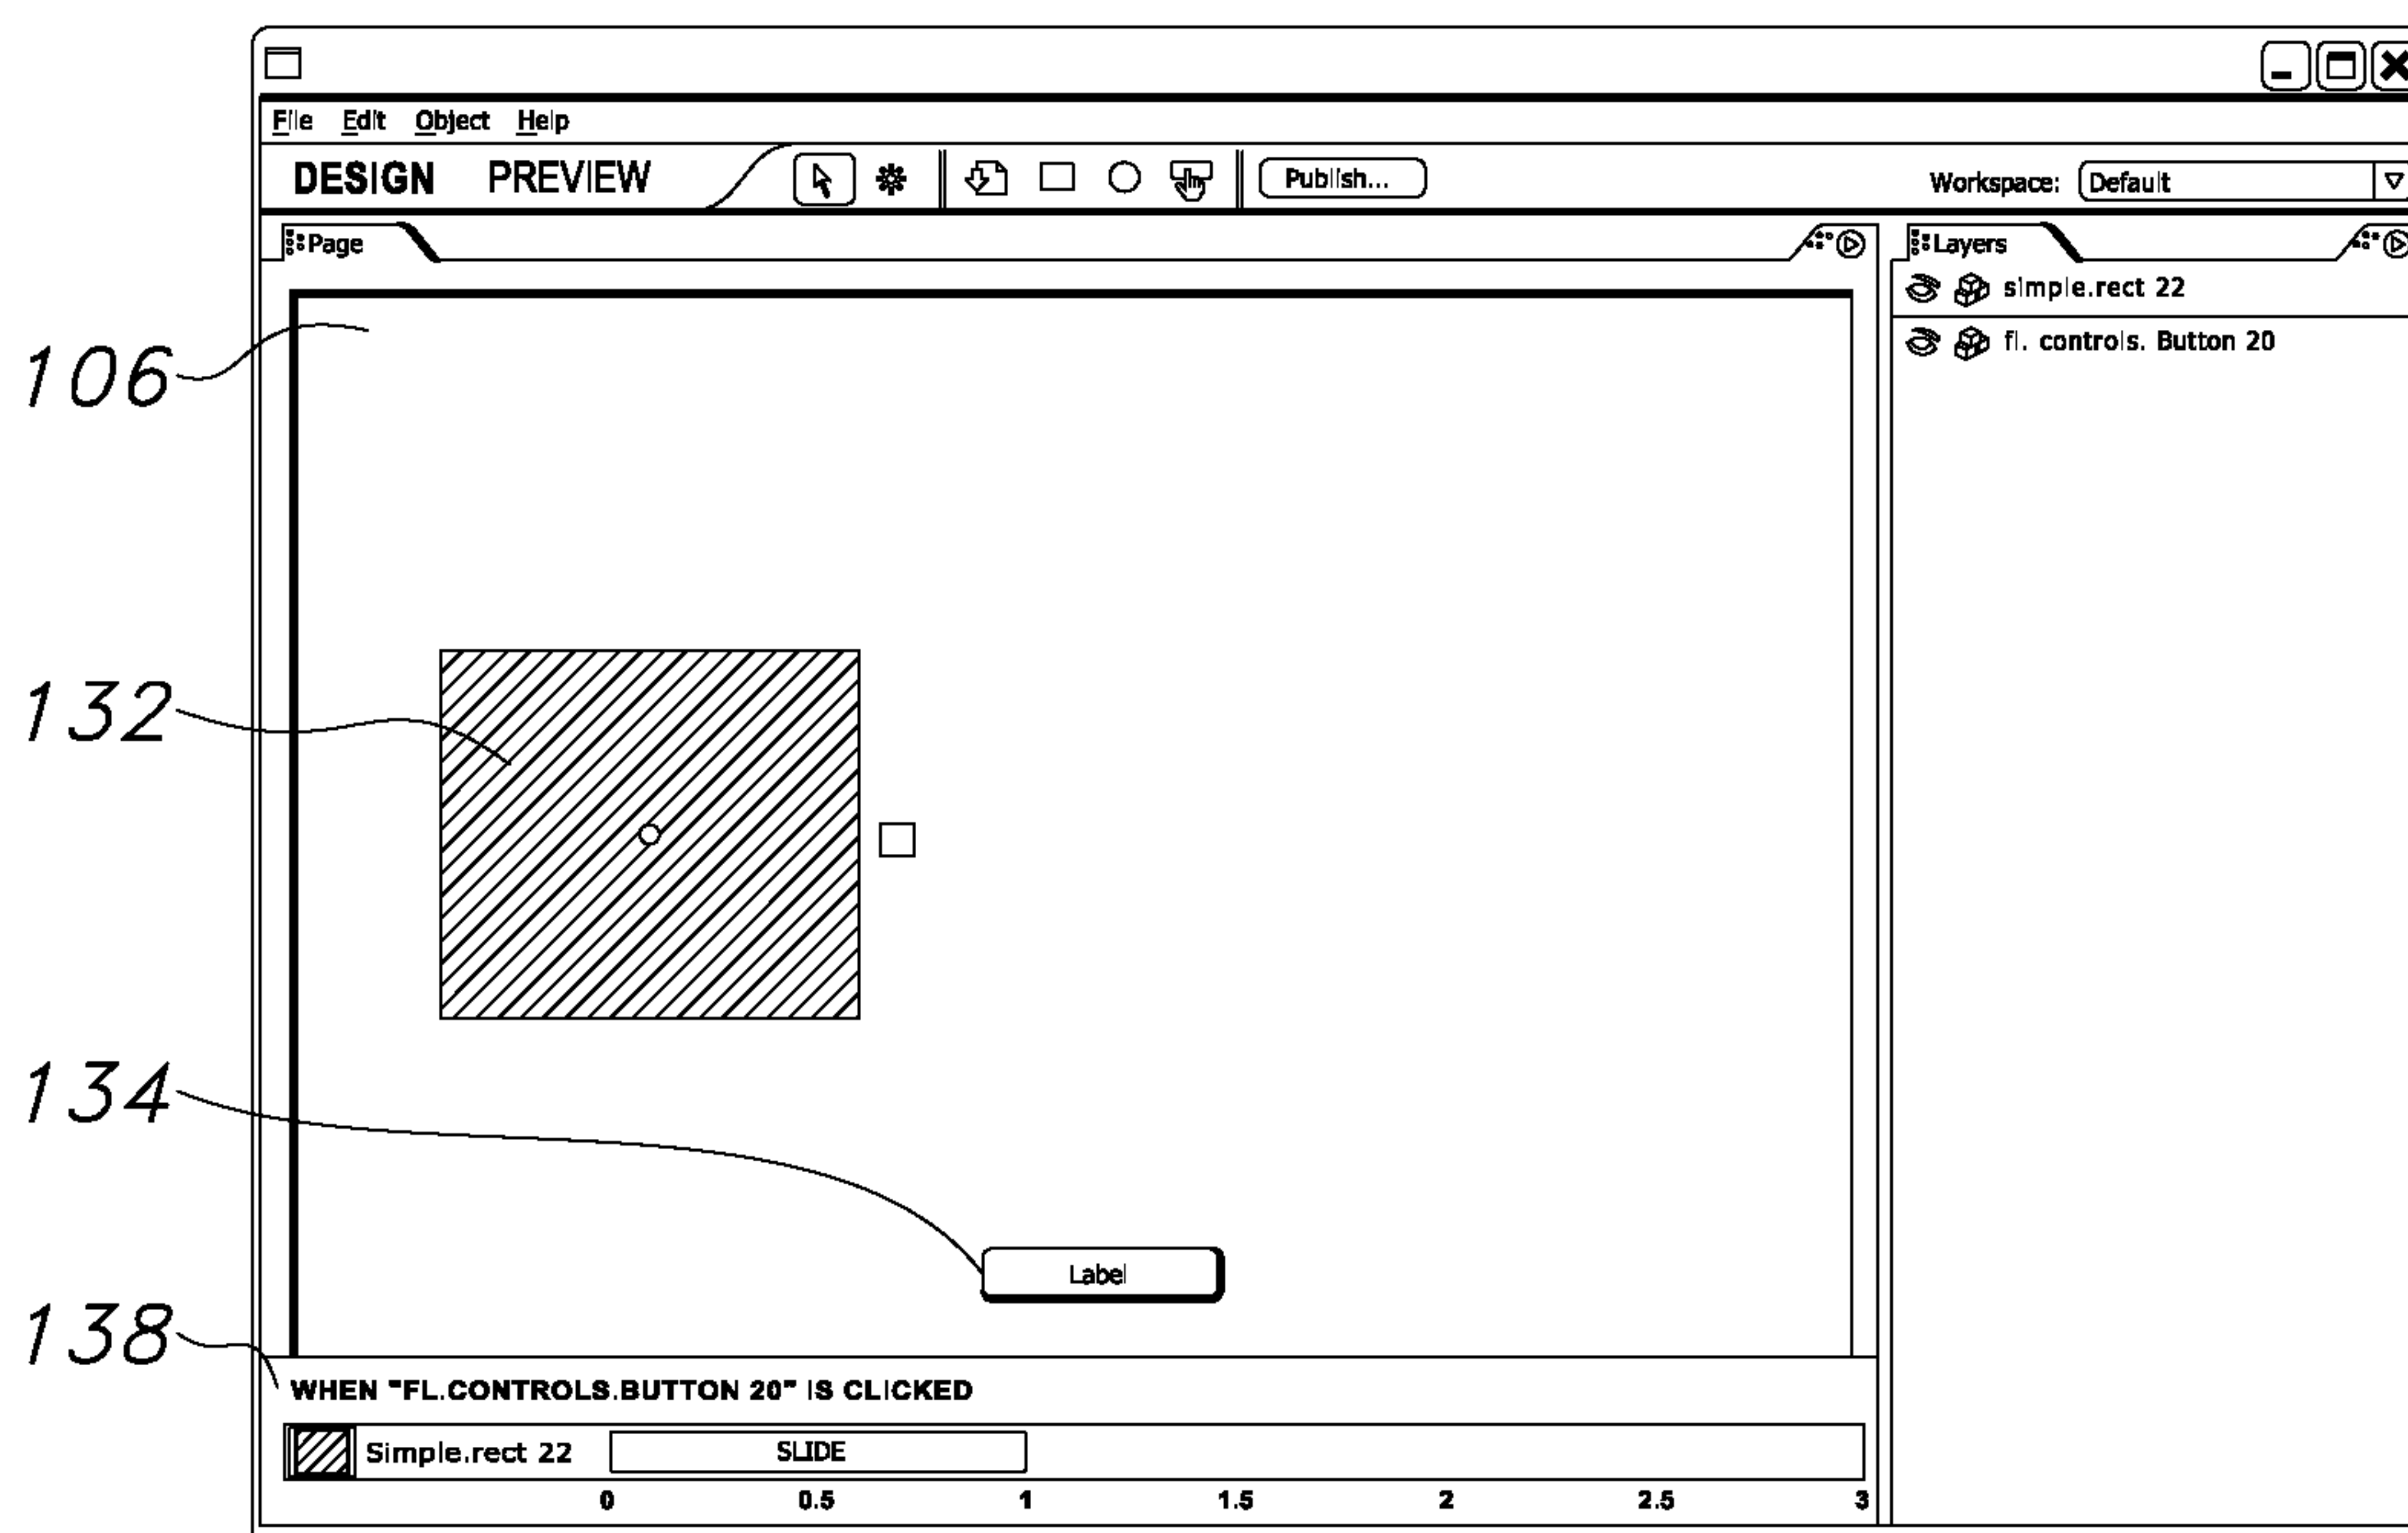 File Edit Object Help
DESIGN PREVIEW Publish... Workspace: Default
Page Layers
simple.rect 22
fl. controls. Button 20
106
132
134
Label
138
WHEN "FL.CONTROLS.BUTTON 20" IS CLICKED
Simple.rect 22 SLIDE
0 0.5 1 1.5 2 2.5 3